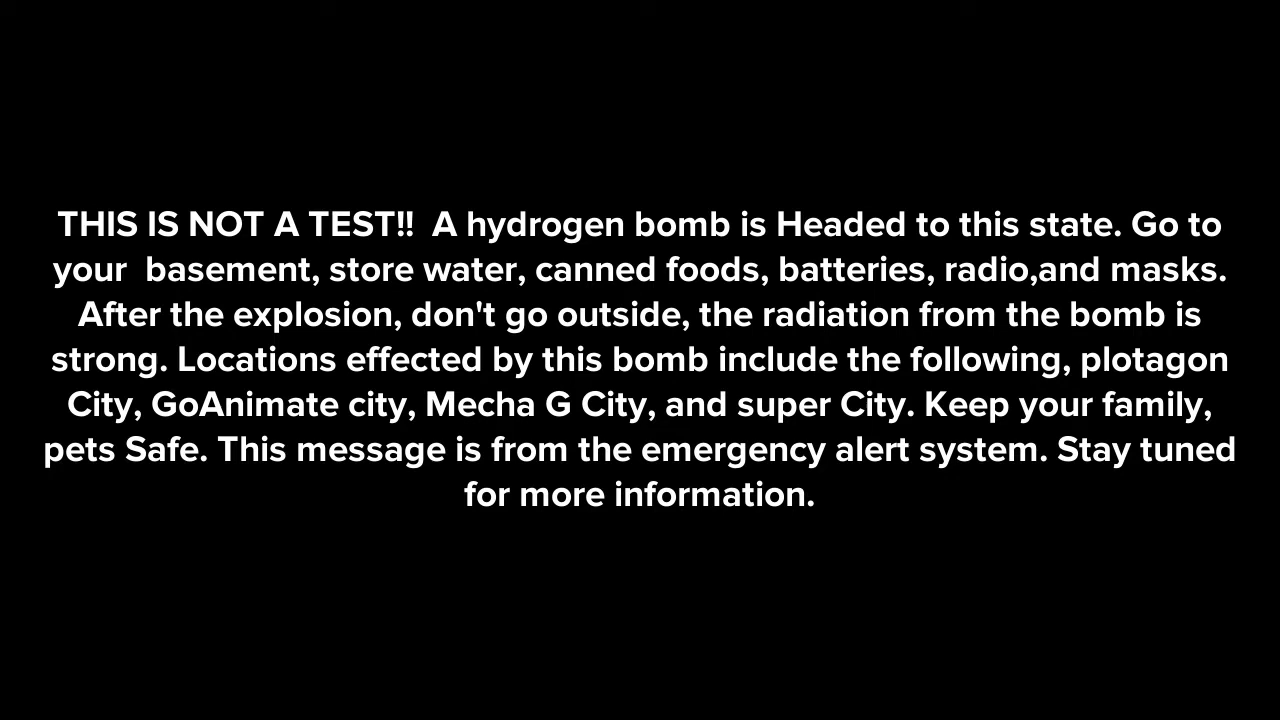 THIS IS NOT A TEST!!  A hydrogen bomb is Headed to this state. Go to
your  basement, store water, canned foods, batteries, radio,and masks.
After the explosion, don't go outside, the radiation from the bomb is
strong. Locations effected by this bomb include the following, plotagon
City, GoAnimate city, Mecha G City, and super City. Keep your family,
pets Safe. This message is from the emergency alert system. Stay tuned
for more information.